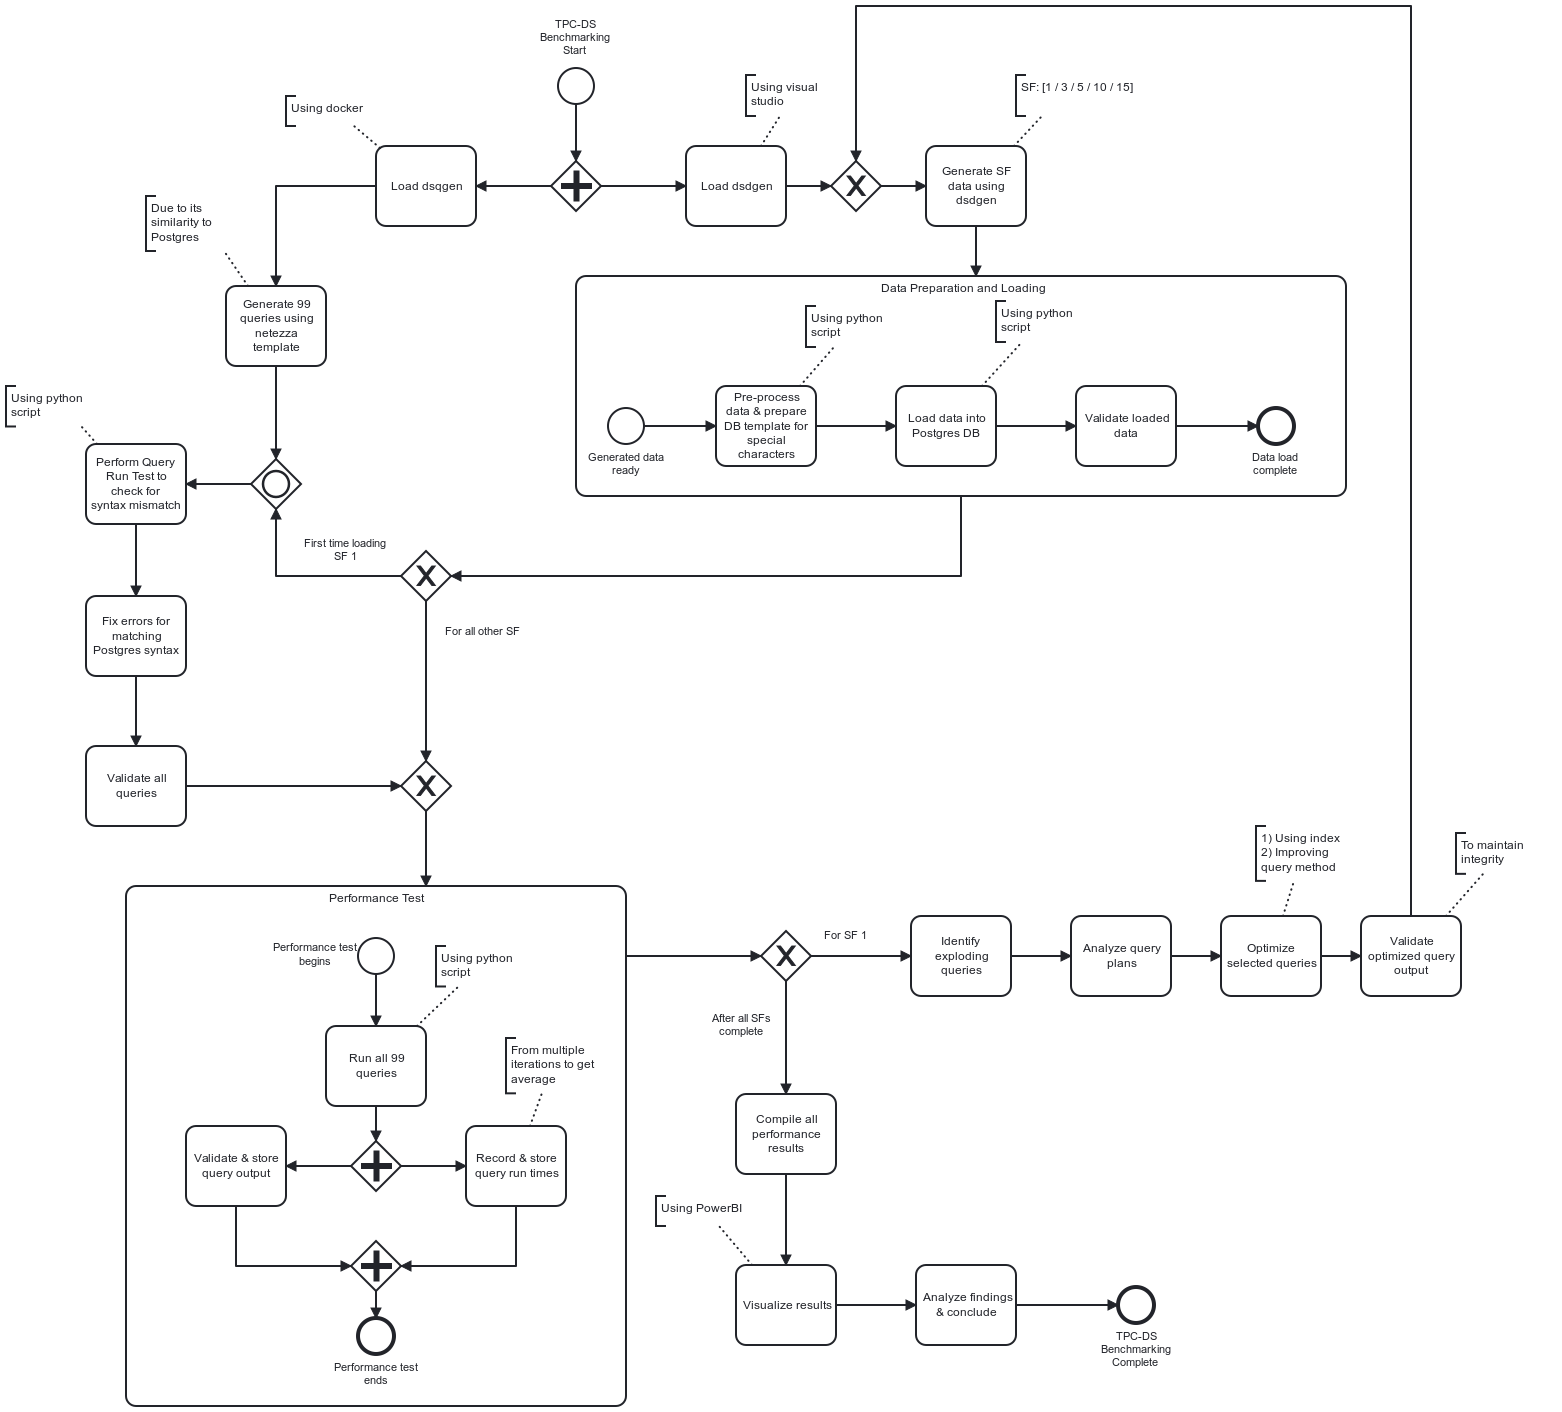 TPC-DS
Benchmarking
Start
Using docker
Using visual
studio
SF: [1 / 3 / 5 / 10 / 15]
Load dsqgen
Load dsdgen
Generate SF
data using
dsdgen
Due to its
similarity to
Postgres
Generate 99
queries using
netezza
template
Data Preparation and Loading
Using python
script
Using python
script
Generated data
ready
Pre-process
data & prepare
DB template for
special
characters
Load data into
Postgres DB
Validate loaded
data
Data load
complete
Using python
script
Perform Query
Run Test to
check for
syntax mismatch
First time loading
SF 1
For all other SF
Fix errors for
matching
Postgres syntax
Validate all
queries
Performance Test
Performance test
begins
Using python
script
Run all 99
queries
From multiple
iterations to get
average
Validate & store
query output
Record & store
query run times
Performance test
ends
For SF 1
After all SFs
complete
Identify
exploding
queries
Analyze query
plans
1) Using index
2) Improving
query method
Optimize
selected queries
To maintain
integrity
Validate
optimized query
output
Compile all
performance
results
Using PowerBI
Visualize results
Analyze findings
& conclude
TPC-DS
Benchmarking
Complete